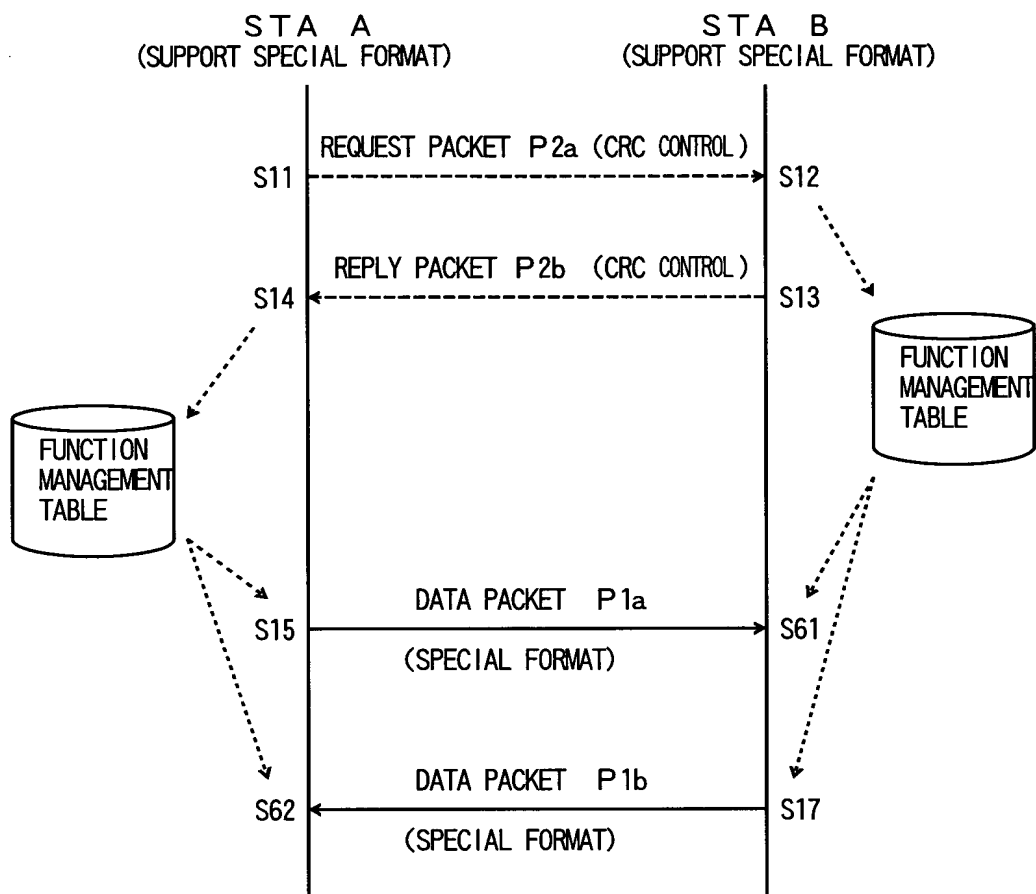 STA A
(SUPPORT SPECIAL FORMAT)
STA B
(SUPPORT SPECIAL FORMAT)
REQUEST PACKET P2a (CRC CONTROL)
S11
S12
REPLY PACKET P2b (CRC CONTROL)
S14
S13
FUNCTION
MANAGEMENT
TABLE
FUNCTION
MANAGEMENT
TABLE
DATA PACKET P1a
S15
S61
(SPECIAL FORMAT)
DATA PACKET P1b
S62
S17
(SPECIAL FORMAT)